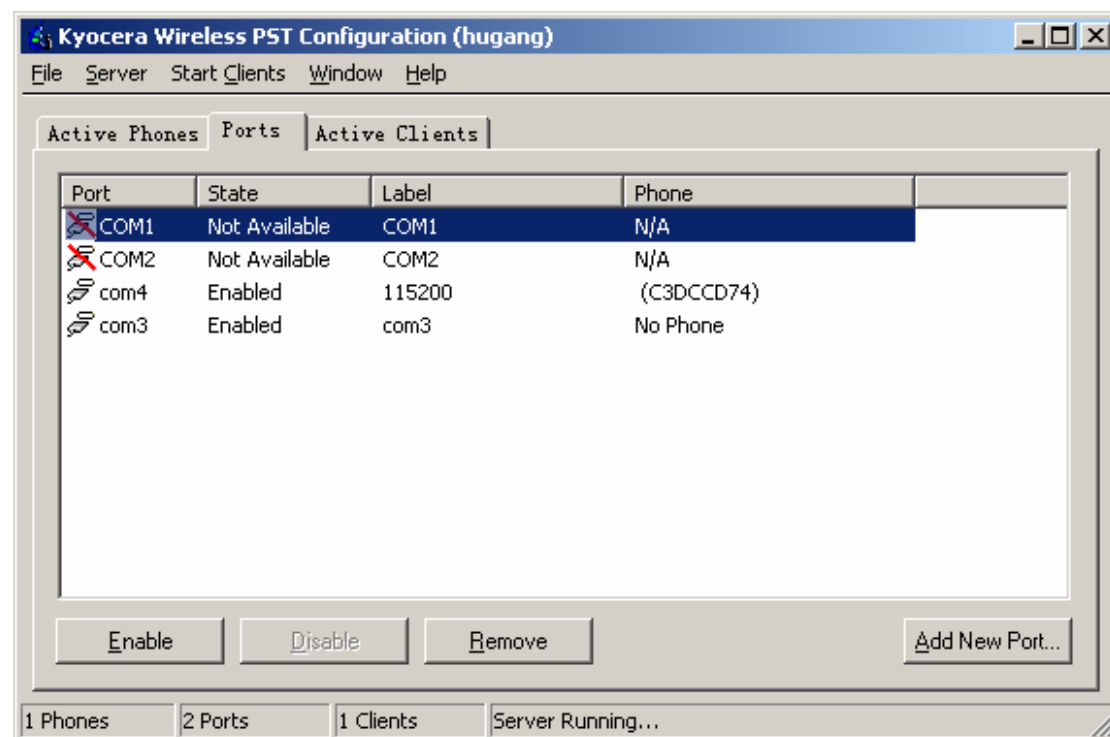 Kyocera Wireless PST Configuration (hugang)
File Server Start Clients Window Help
Active Phones Ports Active Clients
Port State Label Phone
COM1 Not Available COM1 N/A
COM2 Not Available COM2 N/A
com4 Enabled 115200 (C3DCCD74)
com3 Enabled com3 No Phone
Enable Disable Remove Add New Port...
1 Phones 2 Ports 1 Clients Server Running...